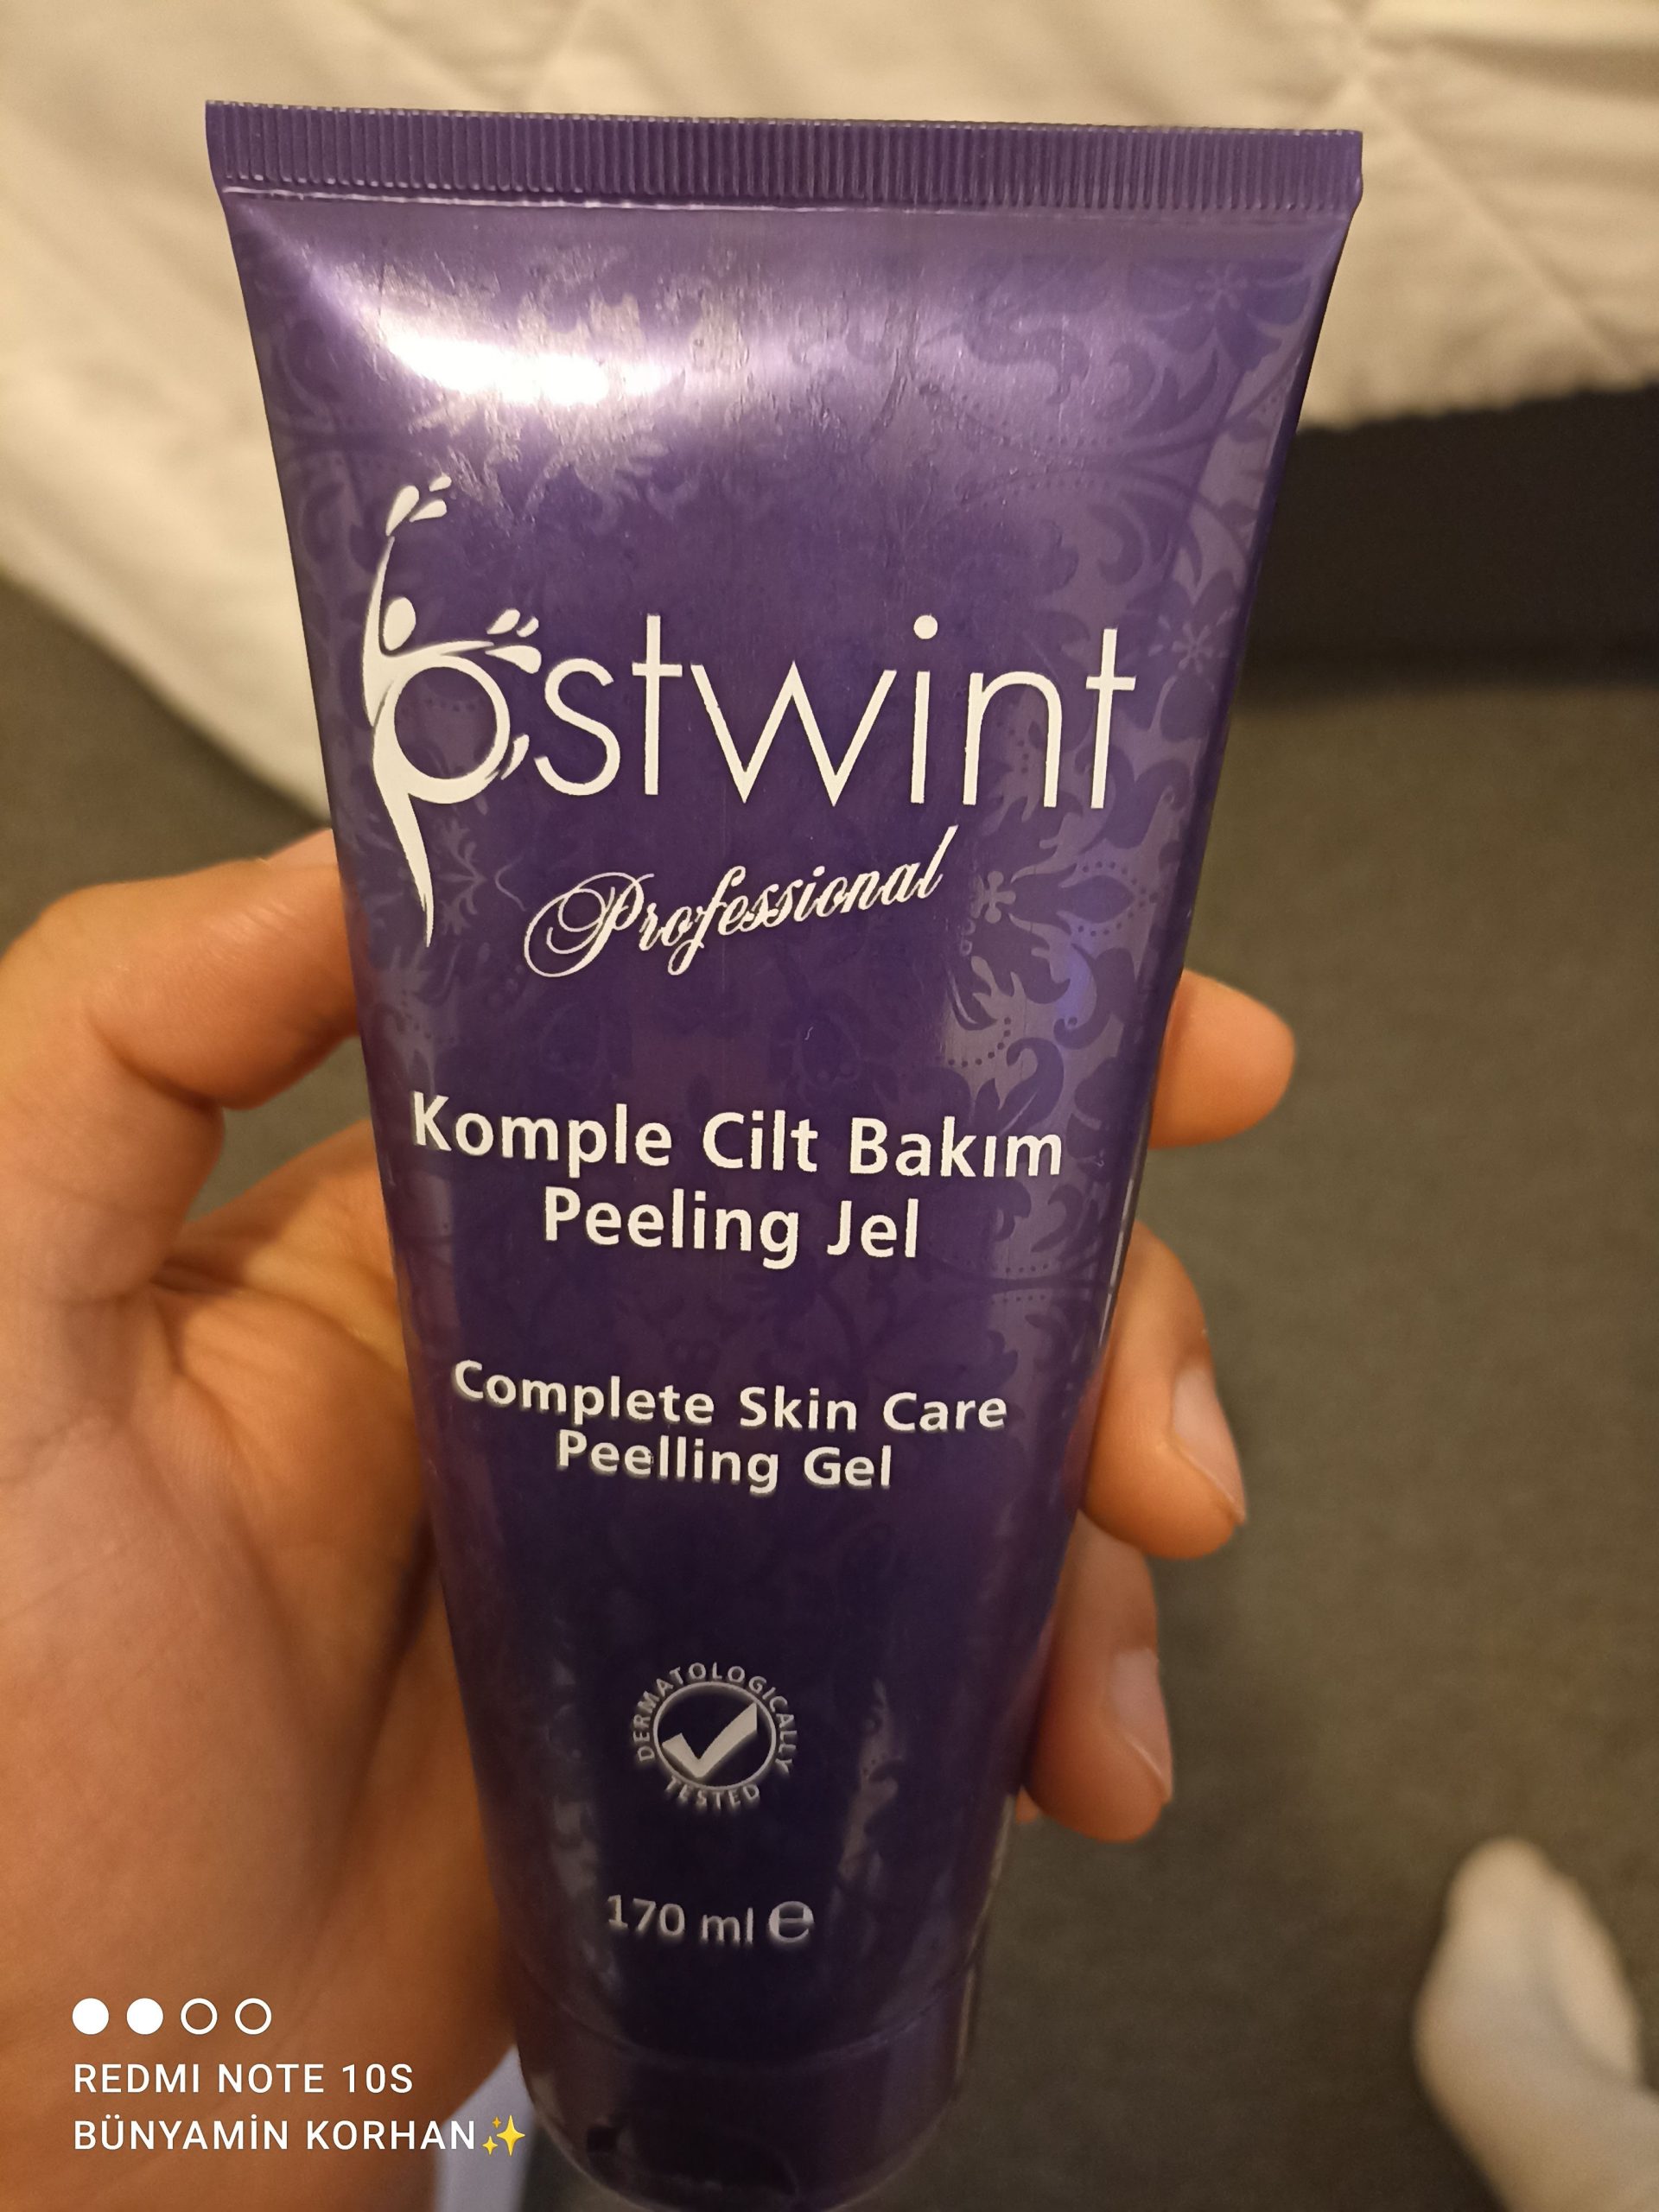 ostwint
Professional
Komple Cilt Bakım
Peeling Jel
Complete Skin Care
Peelling Gel
DERMATOLOGICALLY
TESTED
170 ml ℮
REDMI NOTE 10S
BÜNYAMİN KORHAN✨